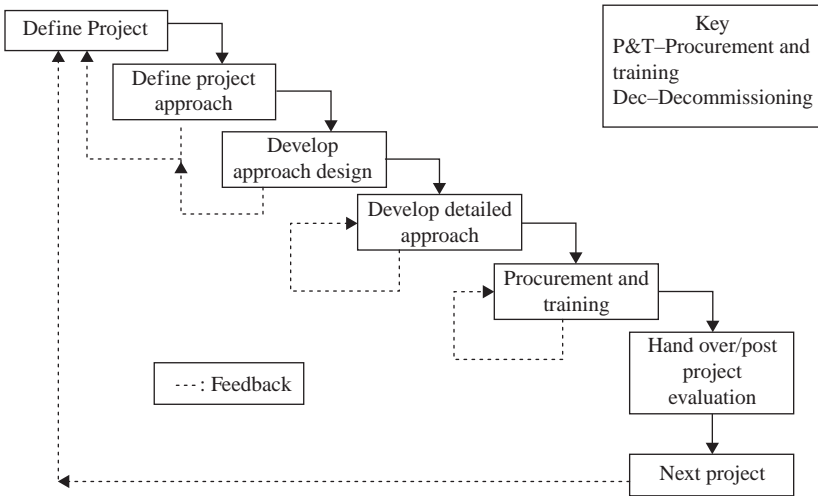 Define Project
Key
P&T–Procurement and
training
Dec–Decommissioning
Define project
approach
Develop
approach design
Develop detailed
approach
Procurement and
training
Hand over/post
project
evaluation
---: Feedback
Next project